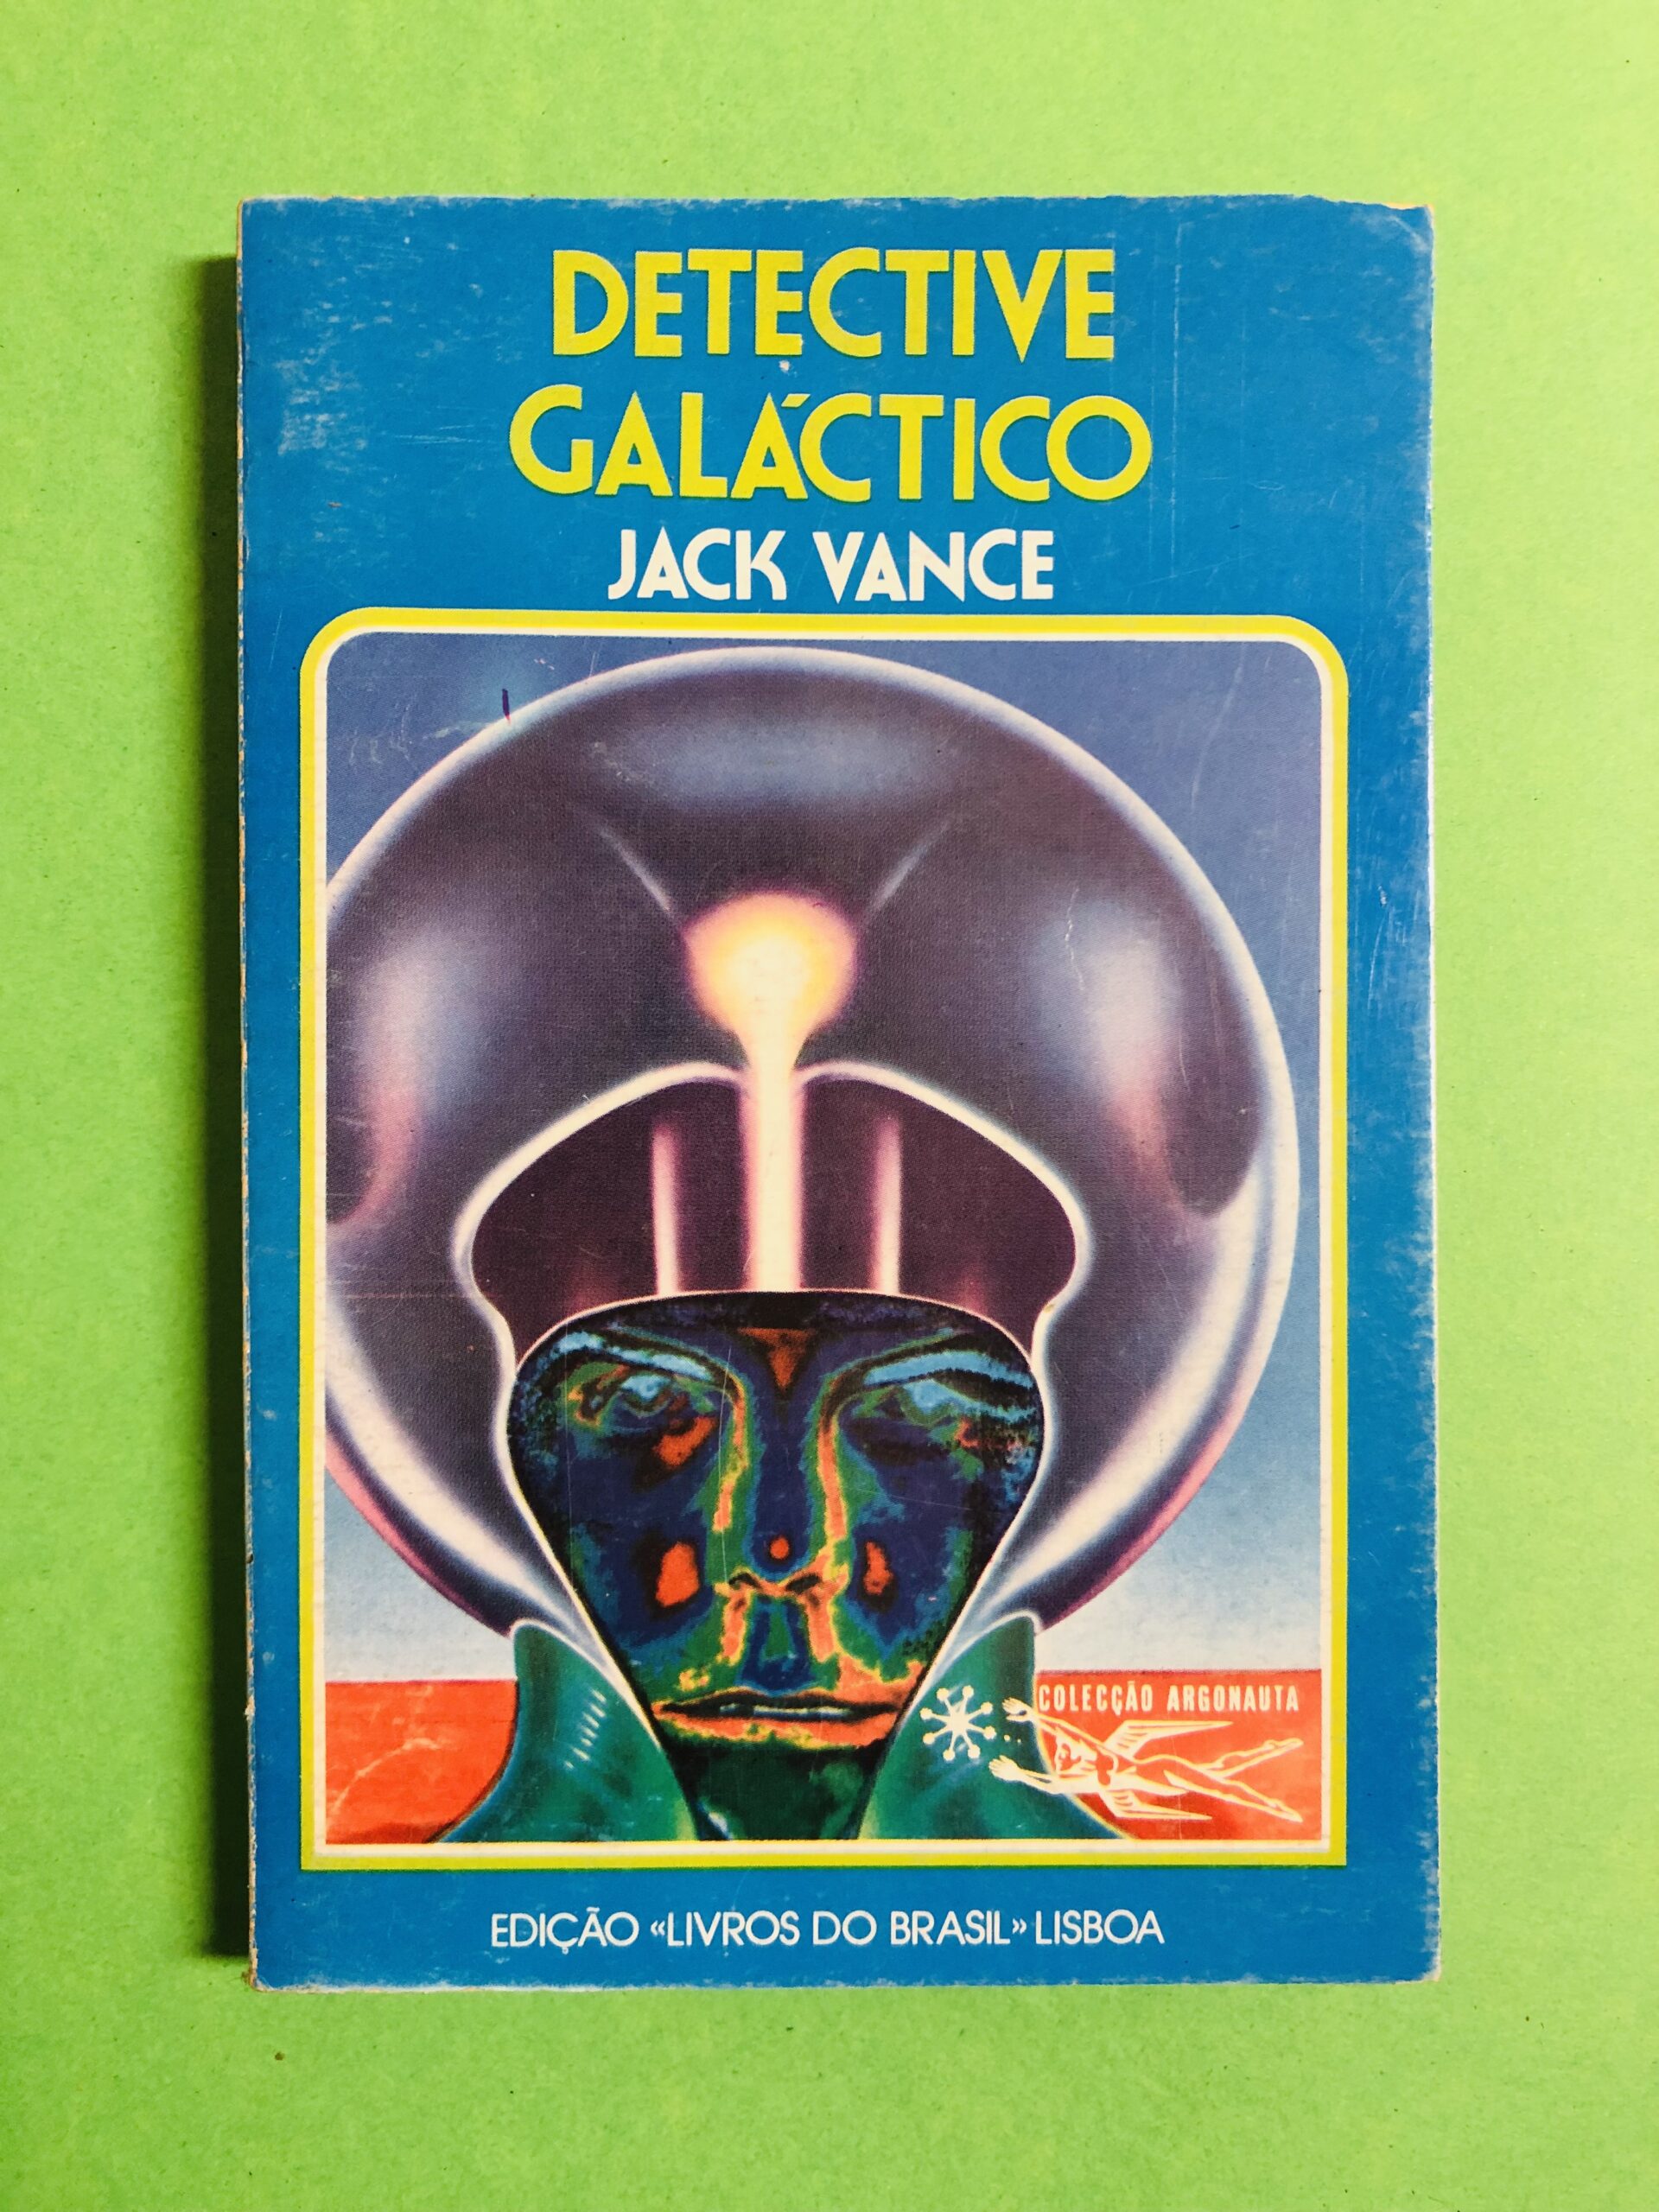 DETECTIVE
GALÁCTICO
JACK VANCE
COLECÇÃO ARGONAUTA
EDIÇÃO «LIVROS DO BRASIL» LISBOA